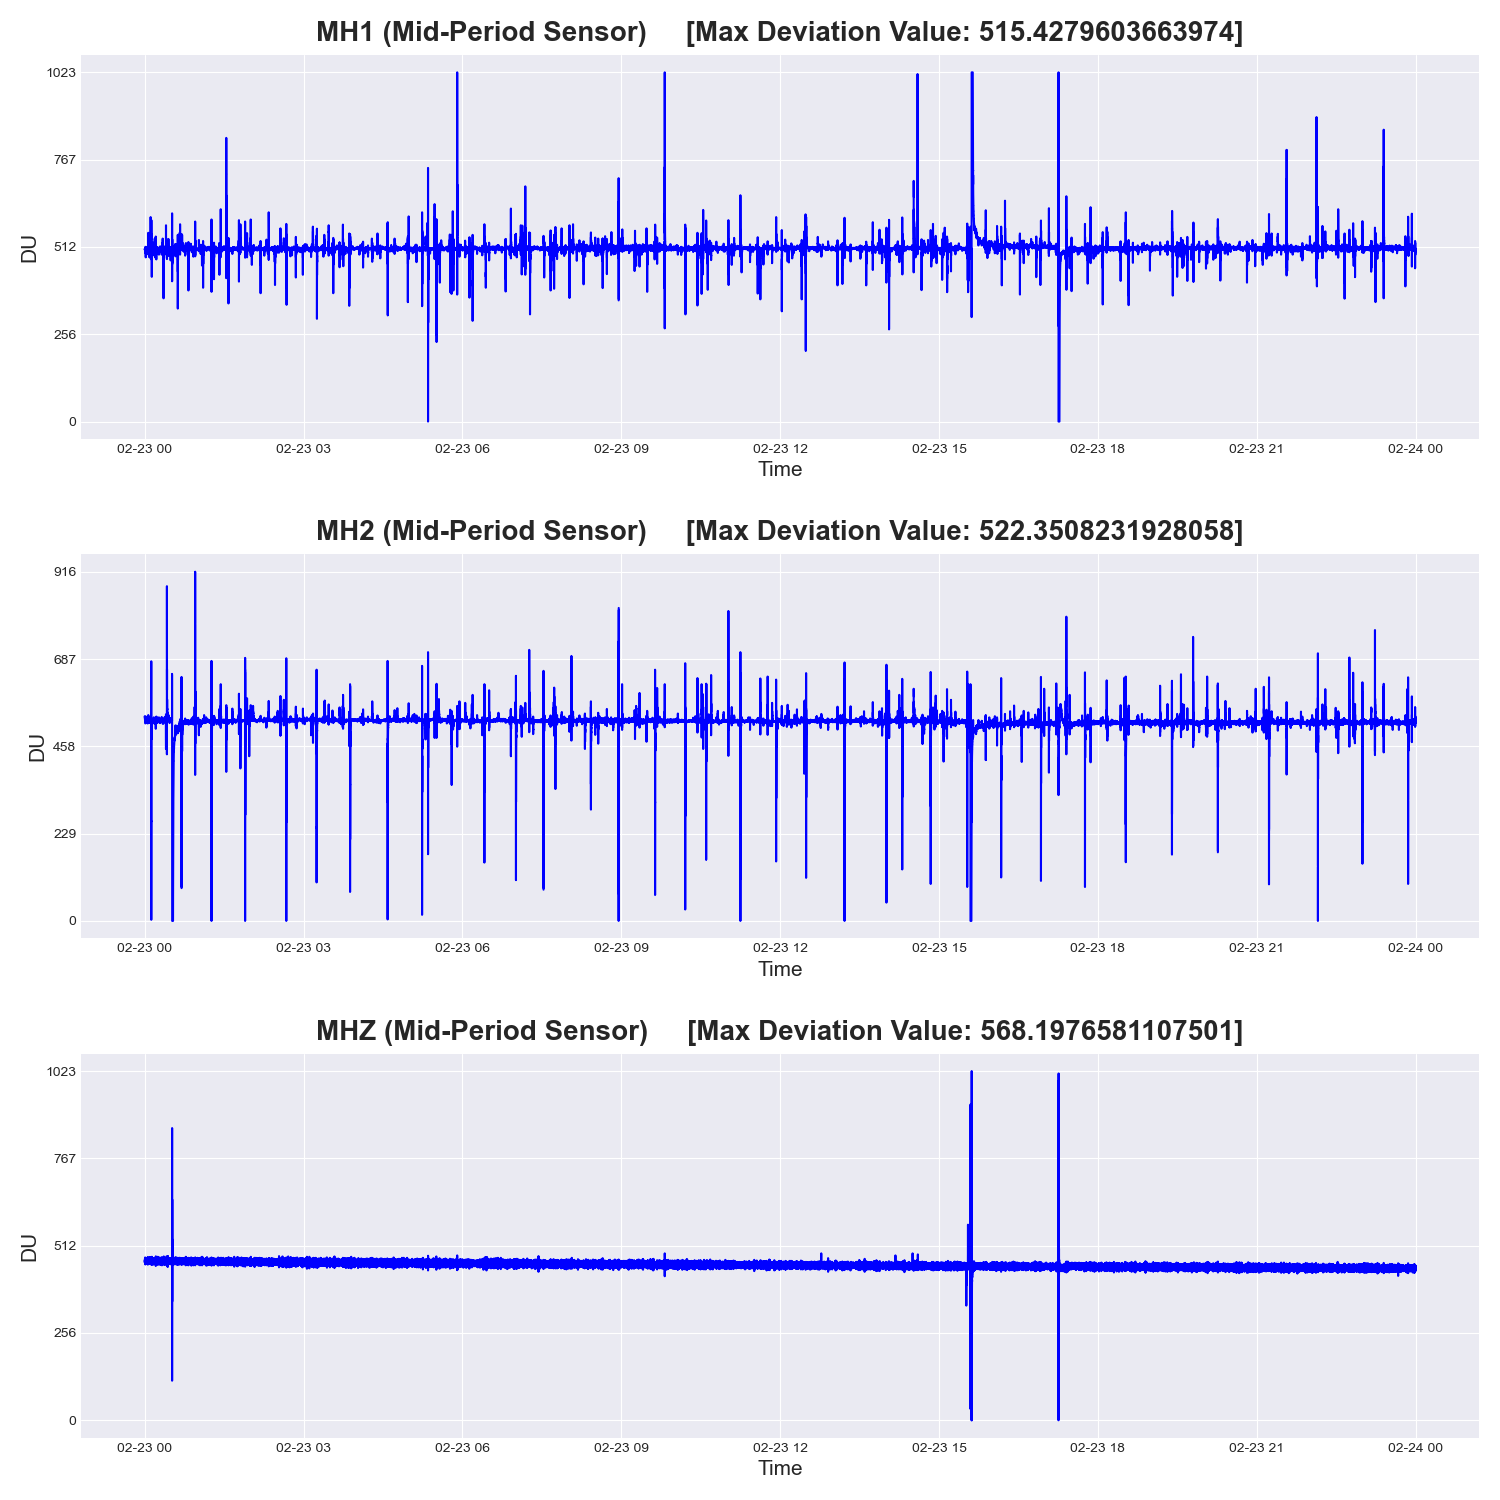 MH1 (Mid-Period Sensor) [Max Deviation Value: 515.4279603663974]
1023
767
512
256
0
DU
02-23 00 02-23 03 02-23 06 02-23 09 02-23 12 02-23 15 02-23 18 02-23 21 02-24 00
Time
MH2 (Mid-Period Sensor) [Max Deviation Value: 522.3508231928058]
916
687
458
229
0
DU
02-23 00 02-23 03 02-23 06 02-23 09 02-23 12 02-23 15 02-23 18 02-23 21 02-24 00
Time
MHZ (Mid-Period Sensor) [Max Deviation Value: 568.1976581107501]
1023
767
512
256
0
DU
02-23 00 02-23 03 02-23 06 02-23 09 02-23 12 02-23 15 02-23 18 02-23 21 02-24 00
Time